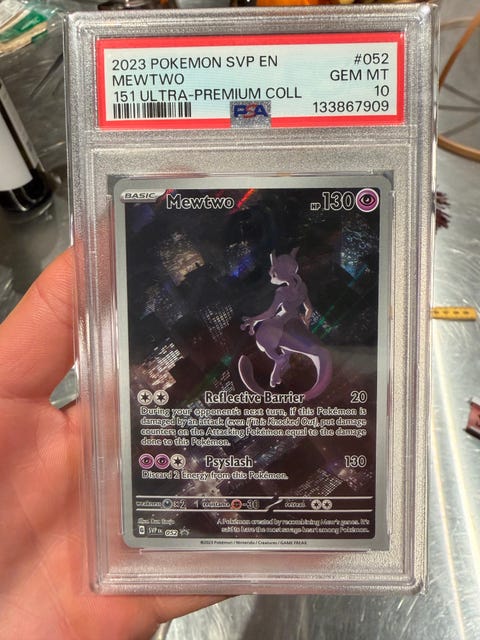 2023 POKEMON SVP EN #052
MEWTWO GEM MT
151 ULTRA-PREMIUM COLL 10
PSA 133867909
BASIC Mewtwo HP 130
Reflective Barrier 20
During your opponent's next turn, if this Pokémon is
damaged by an attack (even if it is Knocked Out), put damage
counters on the Attacking Pokémon equal to the damage
done to this Pokémon.
Psyslash 130
Discard 2 Energy from this Pokémon.
weakness ×2 resistance -30 retreat
SVP EN 052
A Pokémon created by recombining Mew's genes. It's
said to have the most savage heart among Pokémon.
©2023 Pokémon / Nintendo / Creatures / GAME FREAK